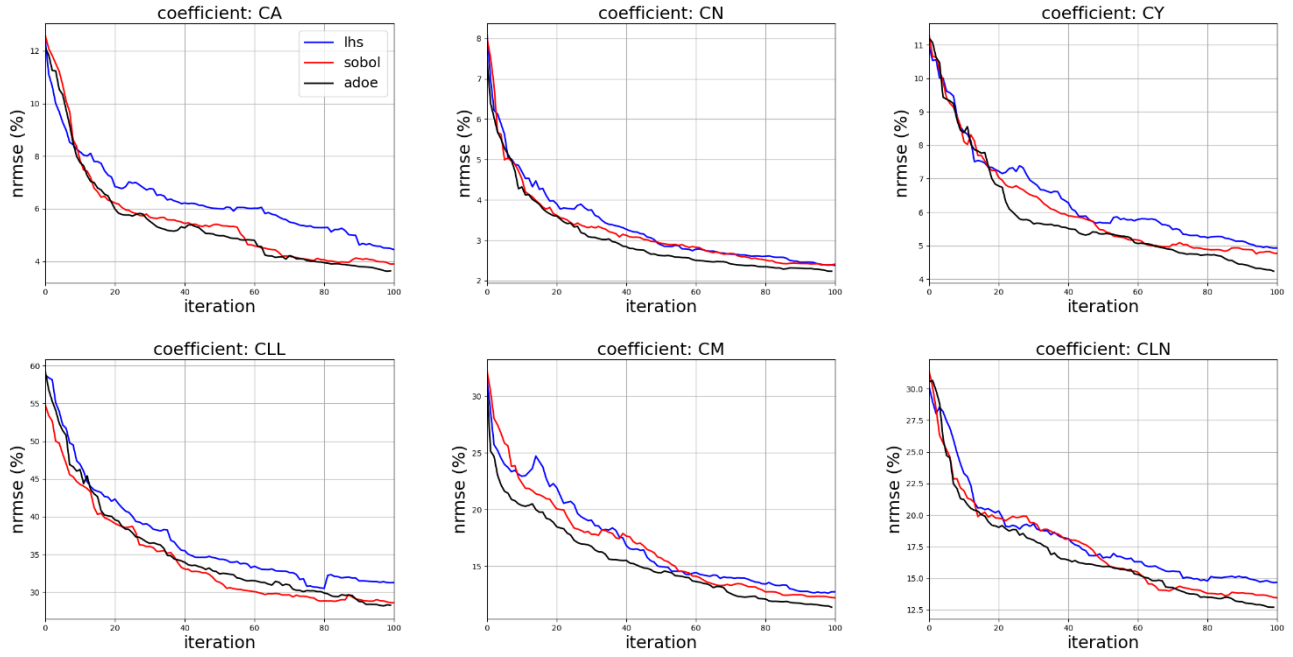 coefficient: CA
nrmse (%)
12
10
8
6
4
0 20 40 60 80 100
iteration
lhs
sobol
adoe
coefficient: CN
nrmse (%)
8
7
6
5
4
3
2
0 20 40 60 80 100
iteration
coefficient: CY
nrmse (%)
11
10
9
8
7
6
5
4
0 20 40 60 80 100
iteration
coefficient: CLL
nrmse (%)
60
55
50
45
40
35
30
0 20 40 60 80 100
iteration
coefficient: CM
nrmse (%)
30
25
20
15
0 20 40 60 80 100
iteration
coefficient: CLN
nrmse (%)
30.0
27.5
25.0
22.5
20.0
17.5
15.0
12.5
0 20 40 60 80 100
iteration